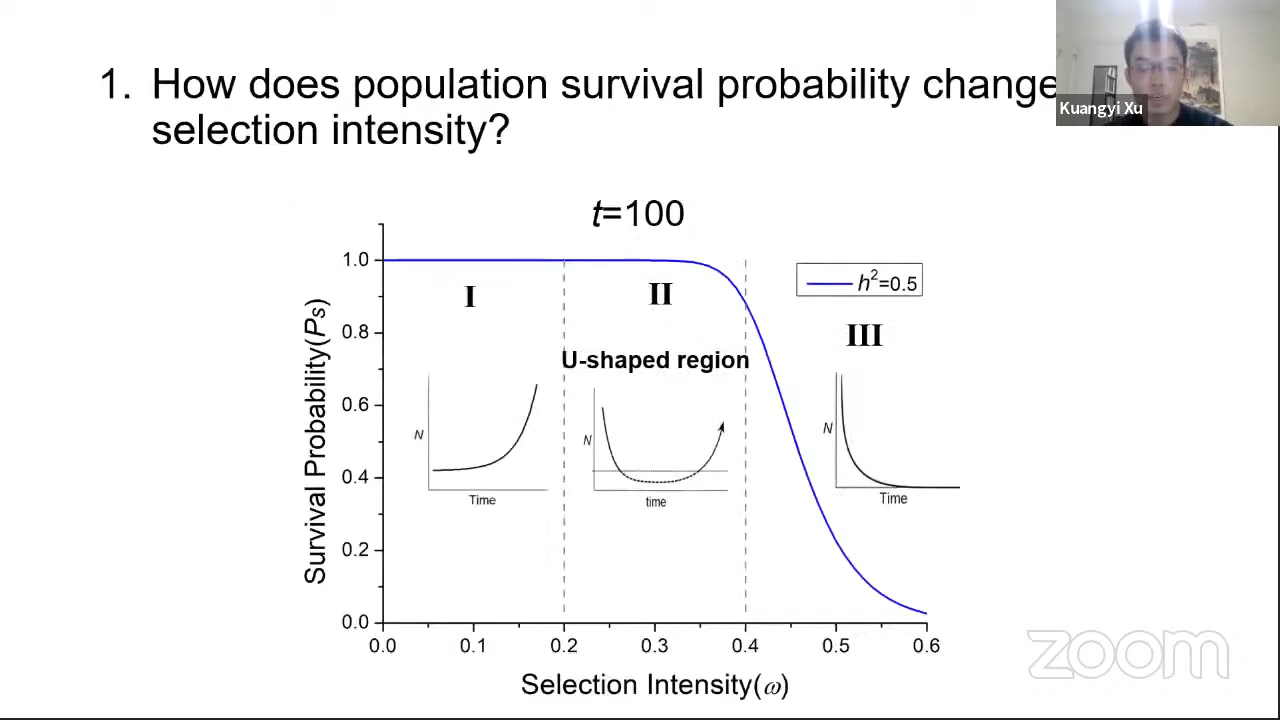 1. How does population survival probability change
selection intensity?
Kuangyi Xu
t=100
1.0
0.8
0.6
0.4
0.2
0.0
Survival Probability(Ps)
I
II
III
h²=0.5
U-shaped region
N
Time
N
time
N
Time
0.0 0.1 0.2 0.3 0.4 0.5 0.6
Selection Intensity(ω)
zoom